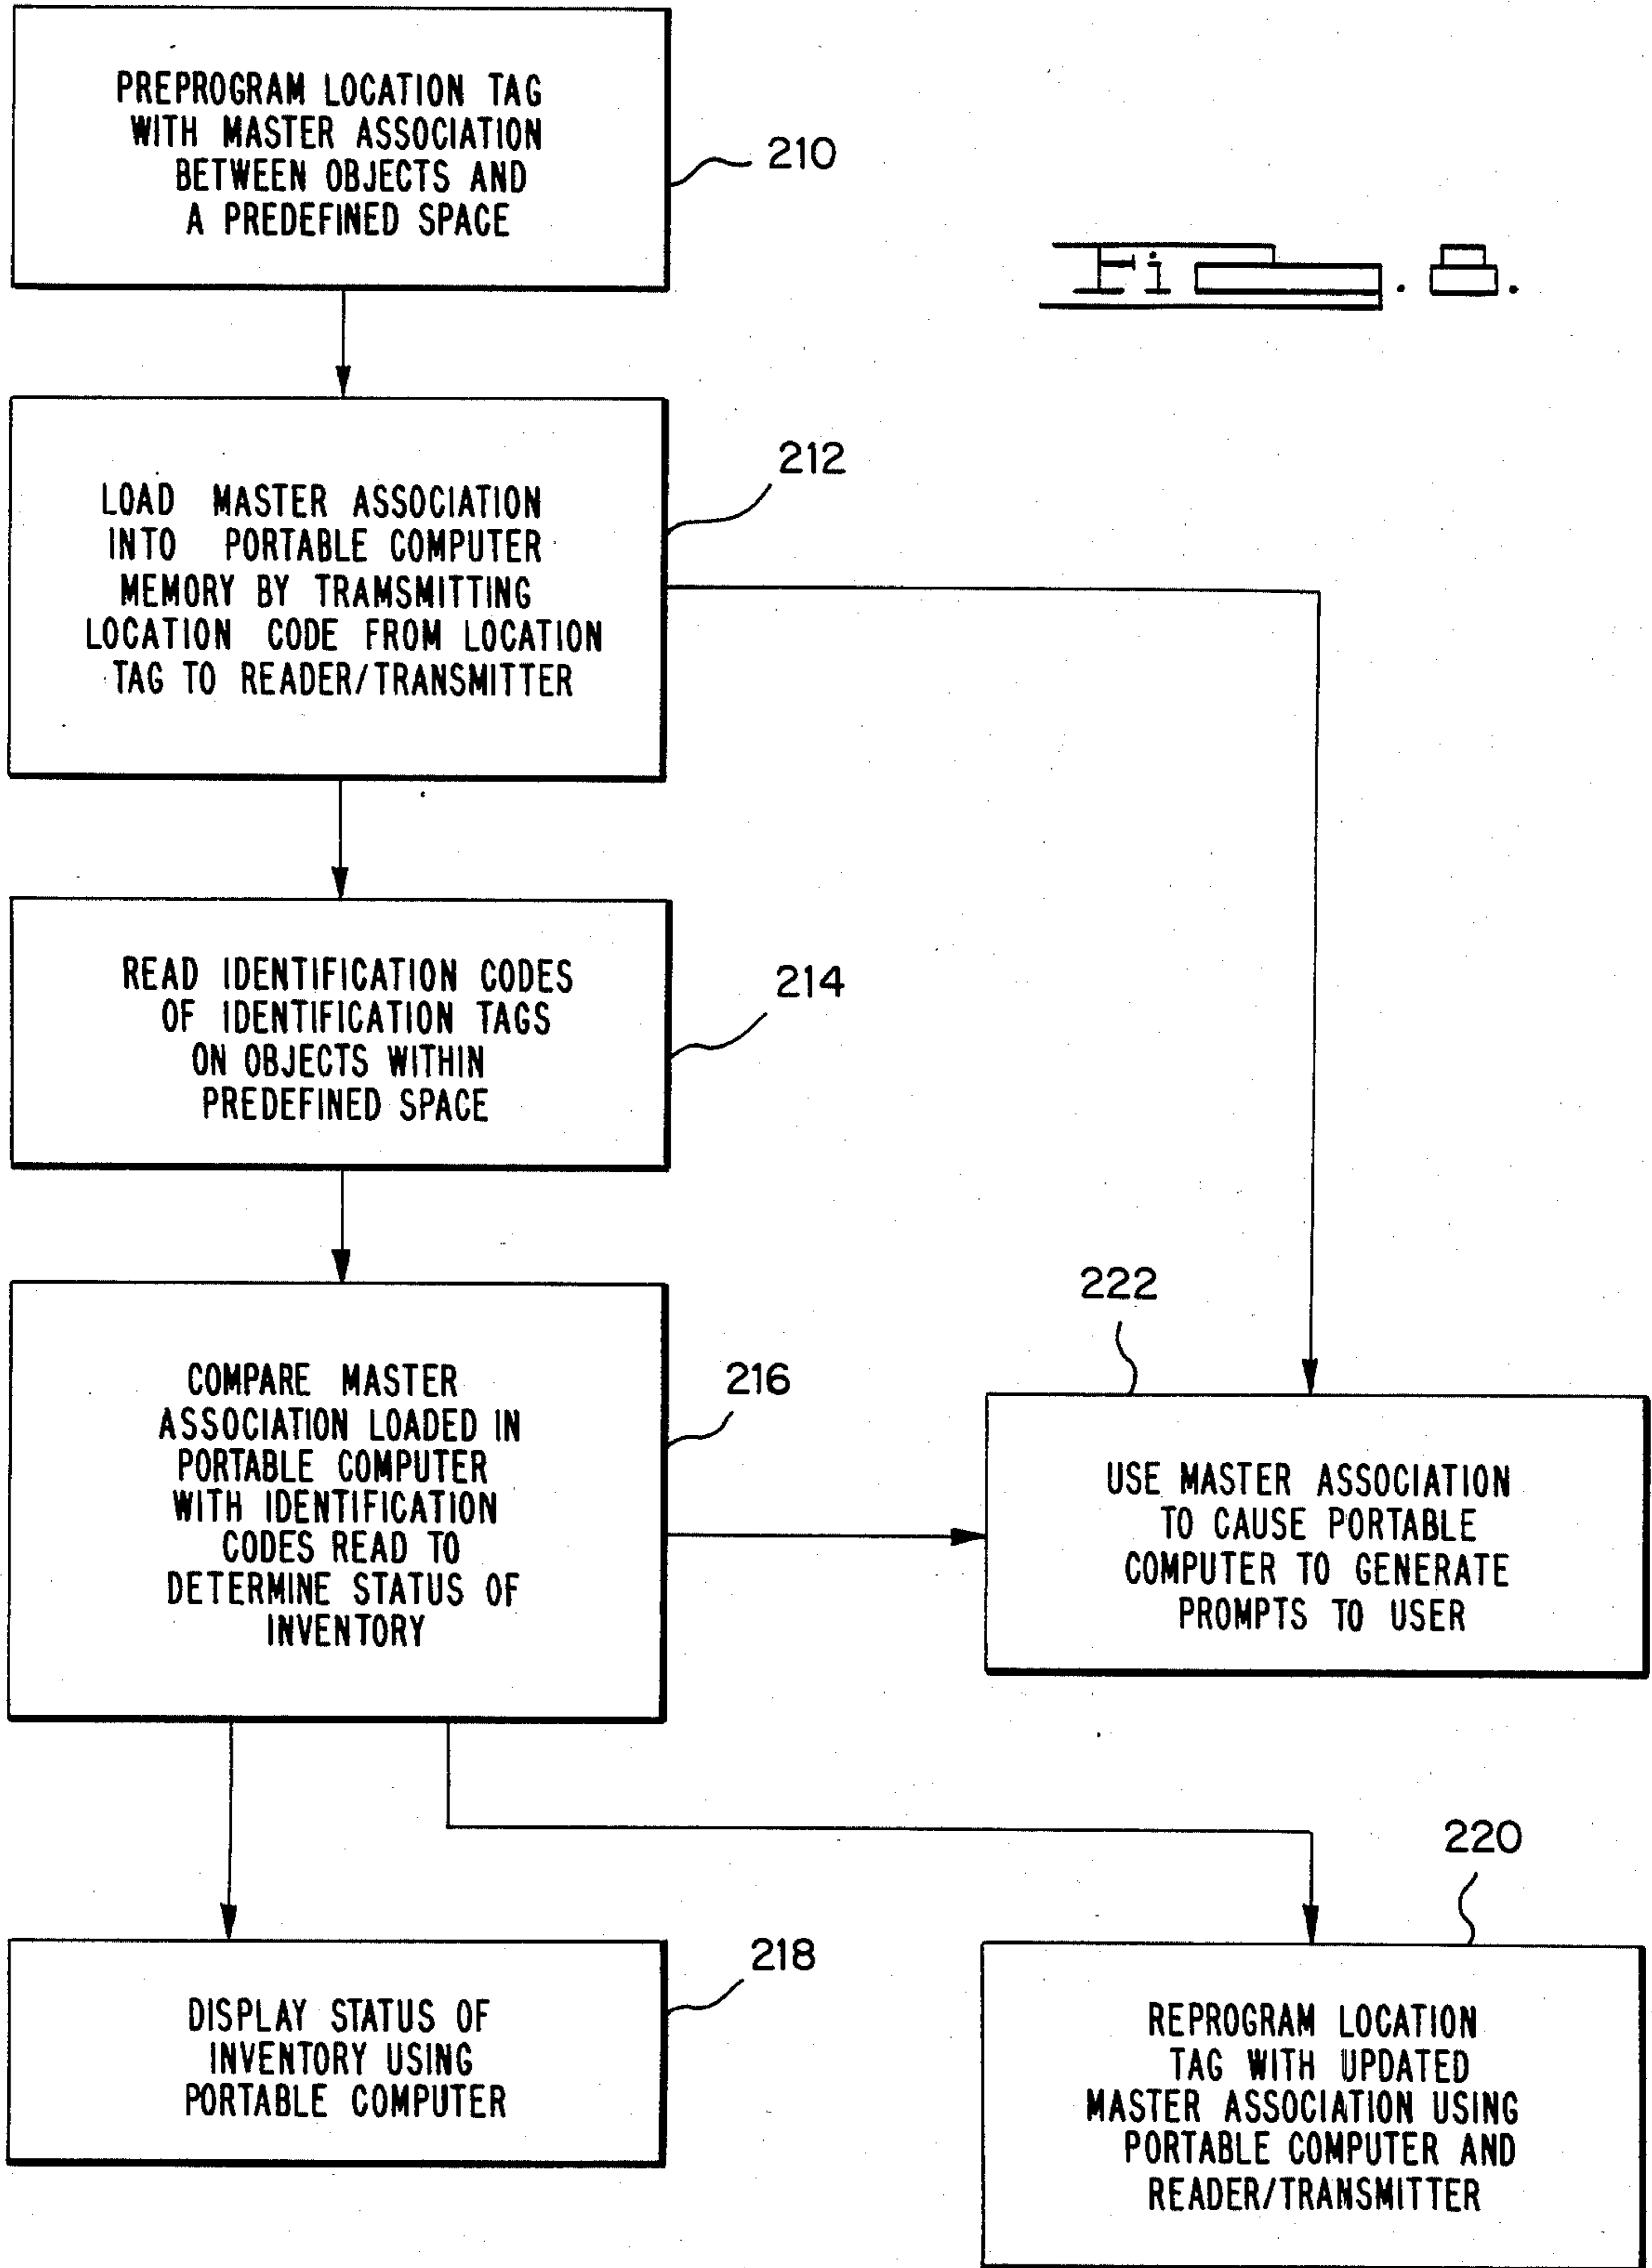 PREPROGRAM LOCATION TAG
WITH MASTER ASSOCIATION
BETWEEN OBJECTS AND
A PREDEFINED SPACE
210
LOAD MASTER ASSOCIATION
INTO PORTABLE COMPUTER
MEMORY BY TRAMSMITTING
LOCATION CODE FROM LOCATION
TAG TO READER/TRANSMITTER
212
READ IDENTIFICATION CODES
OF IDENTIFICATION TAGS
ON OBJECTS WITHIN
PREDEFINED SPACE
214
COMPARE MASTER
ASSOCIATION LOADED IN
PORTABLE COMPUTER
WITH IDENTIFICATION
CODES READ TO
DETERMINE STATUS OF
INVENTORY
216
222
USE MASTER ASSOCIATION
TO CAUSE PORTABLE
COMPUTER TO GENERATE
PROMPTS TO USER
DISPLAY STATUS OF
INVENTORY USING
PORTABLE COMPUTER
218
220
REPROGRAM LOCATION
TAG WITH UPDATED
MASTER ASSOCIATION USING
PORTABLE COMPUTER AND
READER/TRANSMITTER